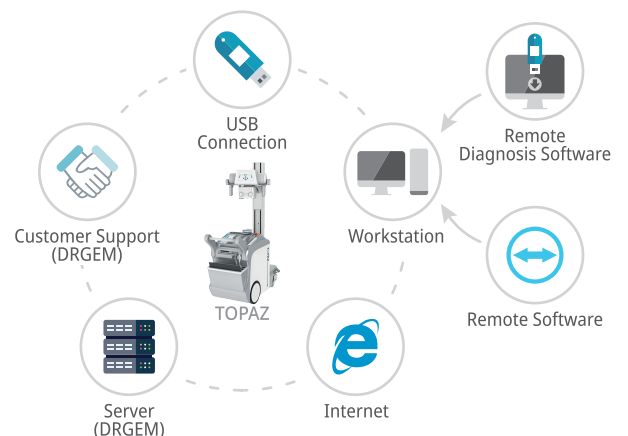 USB
Connection
Remote
Diagnosis Software
Customer Support
(DRGEM)
Workstation
TOPAZ
Remote Software
Server
(DRGEM)
Internet